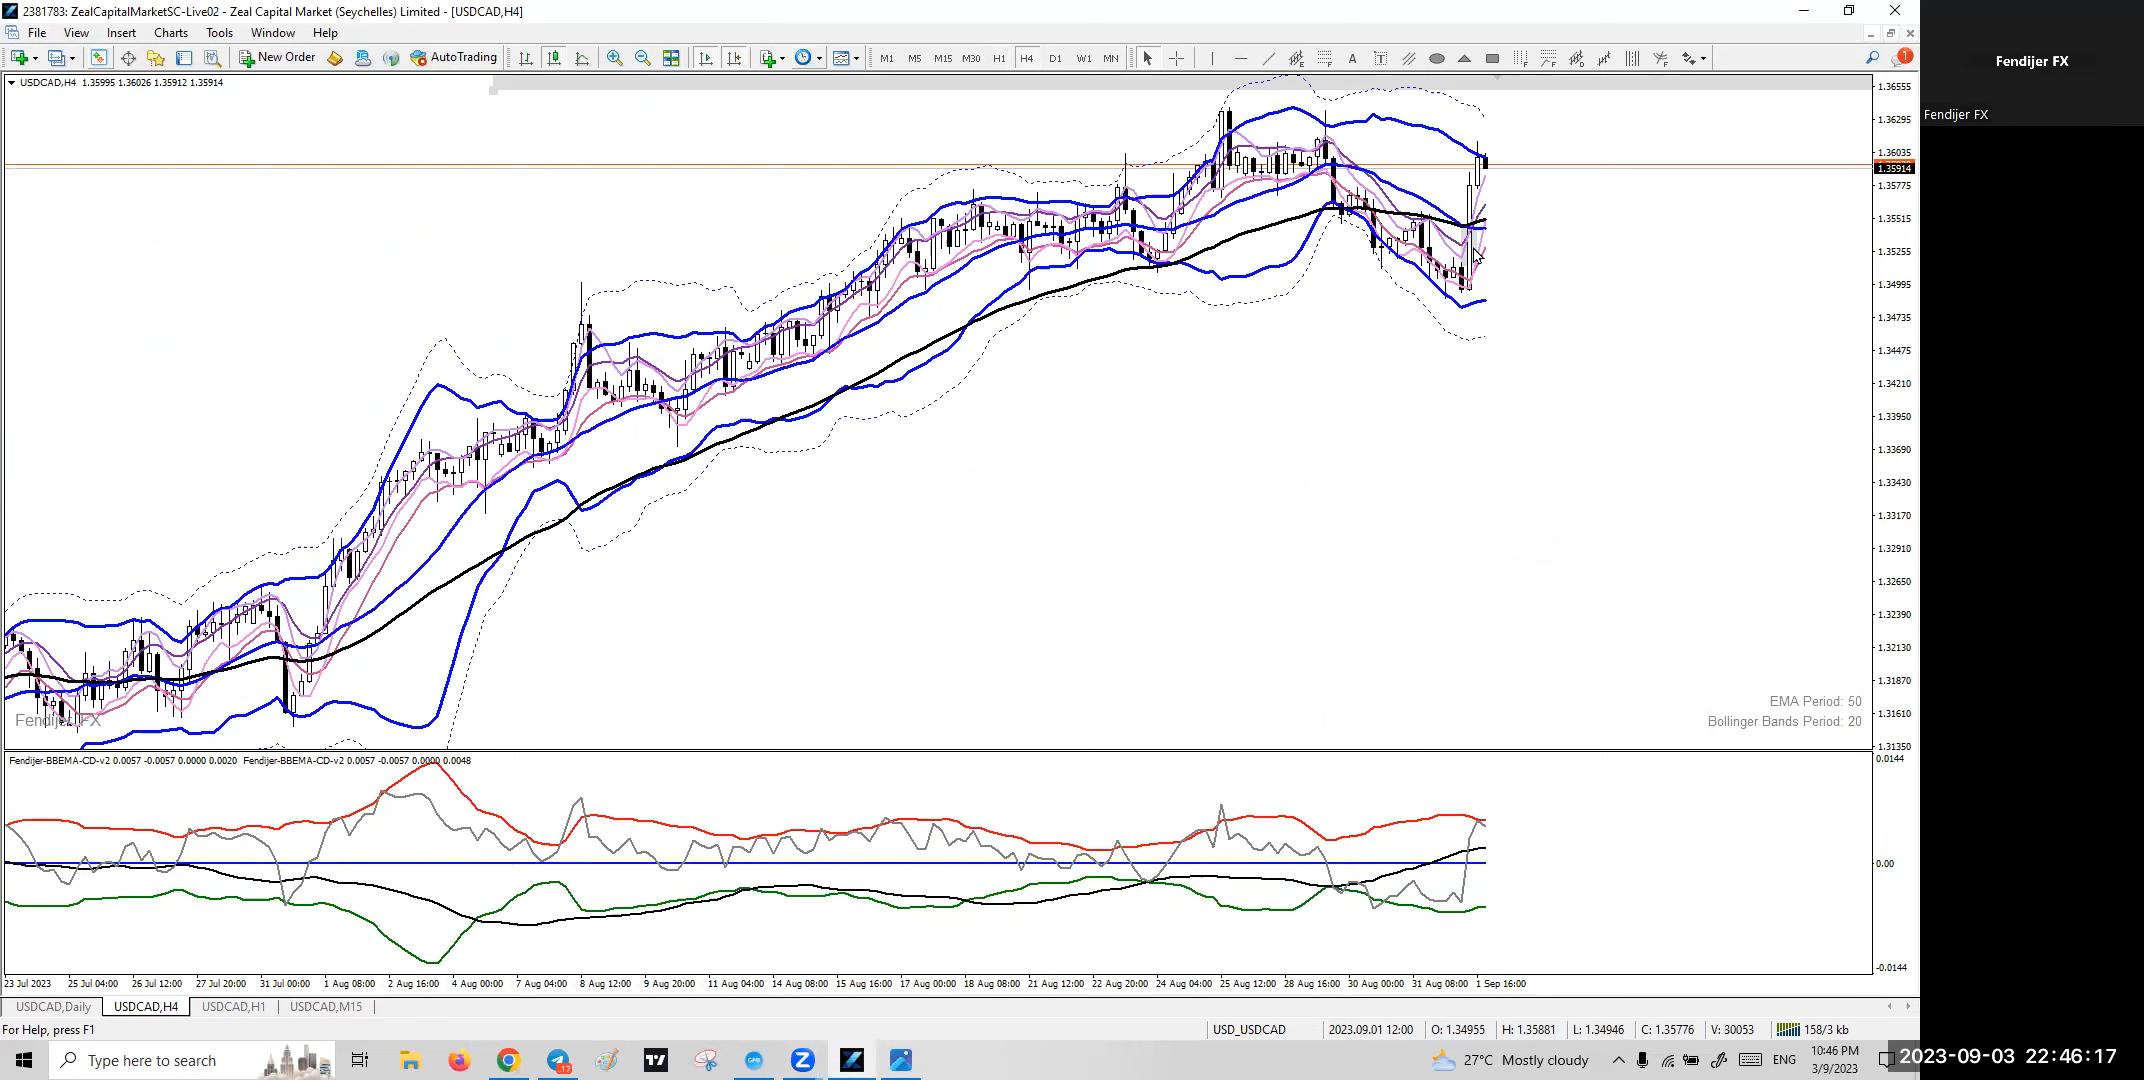 2381783: ZealCapitalMarketSC-Live02 - Zeal Capital Market (Seychelles) Limited - [USDCAD,H4]
File View Insert Charts Tools Window Help
New Order AutoTrading M1 M5 M15 M30 H1 H4 D1 W1 MN A T 1
Fendijer FX
Fendijer FX
USDCAD,H4 1.35995 1.36026 1.35912 1.35914
1.36555
1.36295
1.36035
1.35914
1.35775
1.35515
1.35255
1.34995
1.34735
1.34475
1.34210
1.33950
1.33690
1.33430
1.33170
1.32910
1.32650
1.32390
1.32130
1.31870
1.31610
1.31350
Fendijer FX
EMA Period: 50
Bollinger Bands Period: 20
Fendijer-BBEMA-CD-v2 0.0057 -0.0057 0.0000 0.0020 Fendijer-BBEMA-CD-v2 0.0057 -0.0057 0.0000 0.0048
0.0144
0.00
-0.0144
23 Jul 2023 25 Jul 04:00 26 Jul 12:00 27 Jul 20:00 31 Jul 00:00 1 Aug 08:00 2 Aug 16:00 4 Aug 00:00 7 Aug 04:00 8 Aug 12:00 9 Aug 20:00 11 Aug 04:00 14 Aug 08:00 15 Aug 16:00 17 Aug 00:00 18 Aug 08:00 21 Aug 12:00 22 Aug 20:00 24 Aug 04:00 25 Aug 12:00 28 Aug 16:00 30 Aug 00:00 31 Aug 08:00 1 Sep 16:00
USDCAD,Daily USDCAD,H4 USDCAD,H1 USDCAD,M15
For Help, press F1 USD_USDCAD 2023.09.01 12:00 O: 1.34955 H: 1.35881 L: 1.34946 C: 1.35776 V: 30053 158/3 kb
Type here to search 27°C Mostly cloudy ENG 10:46 PM
3/9/2023
2023-09-03 22:46:17